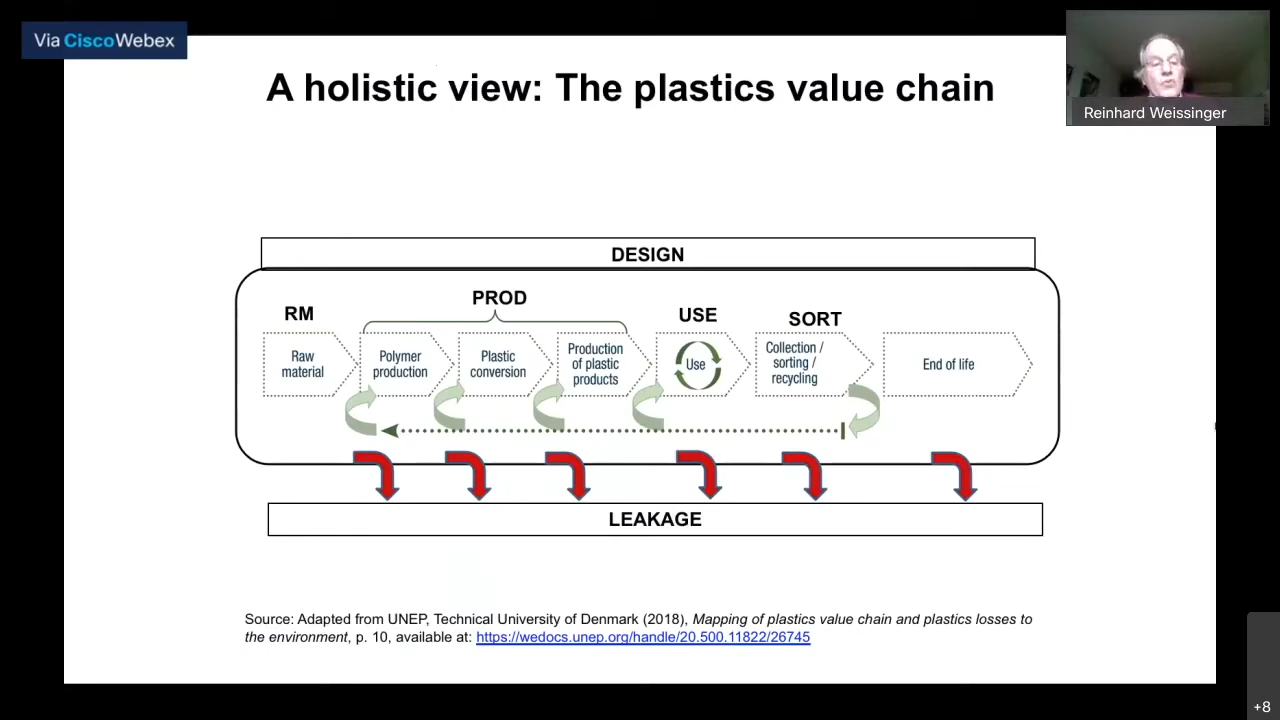 Via Cisco Webex
A holistic view: The plastics value chain
Reinhard Weissinger
DESIGN
RM
PROD
USE
SORT
Raw
material
Polymer
production
Plastic
conversion
Production
of plastic
products
Use
Collection /
sorting /
recycling
End of life
LEAKAGE
Source: Adapted from UNEP, Technical University of Denmark (2018), Mapping of plastics value chain and plastics losses to
the environment, p. 10, available at: https://wedocs.unep.org/handle/20.500.11822/26745
+8